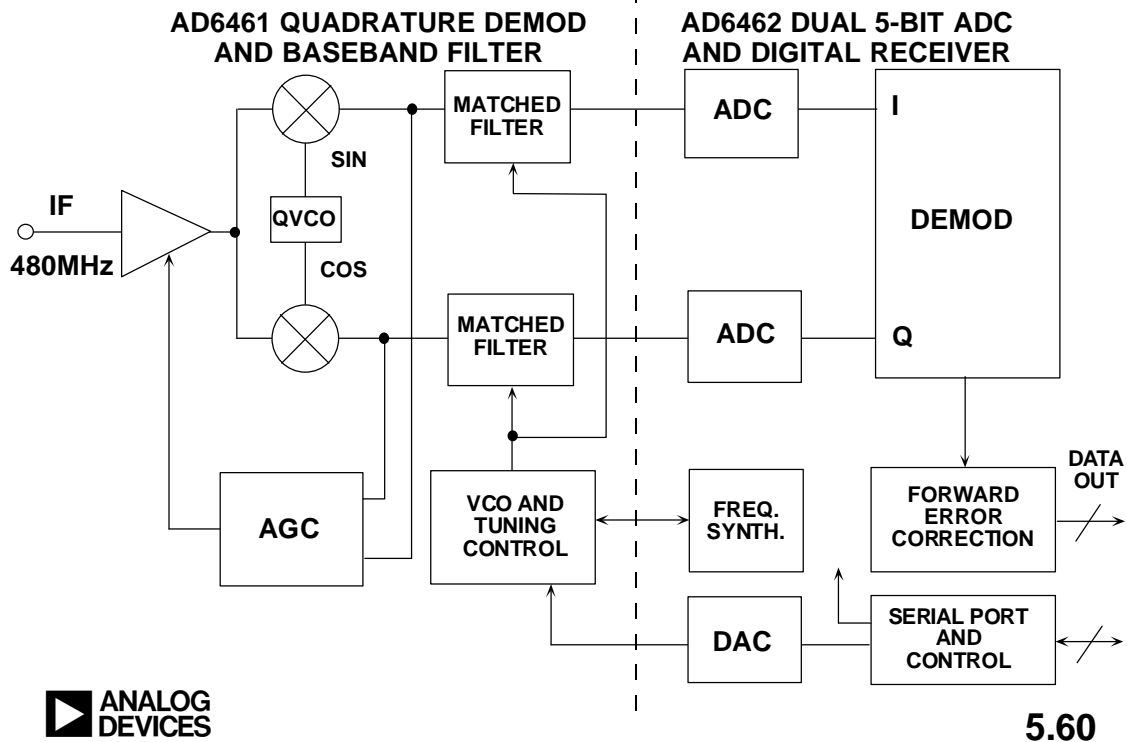 AD6461 QUADRATURE DEMOD
AND BASEBAND FILTER
AD6462 DUAL 5-BIT ADC
AND DIGITAL RECEIVER
MATCHED
FILTER
ADC
I
SIN
IF
QVCO
DEMOD
480MHz
COS
MATCHED
FILTER
ADC
Q
AGC
VCO AND
TUNING
CONTROL
FREQ.
SYNTH.
FORWARD
ERROR
CORRECTION
DATA
OUT
DAC
SERIAL PORT
AND
CONTROL
ANALOG
DEVICES
5.60